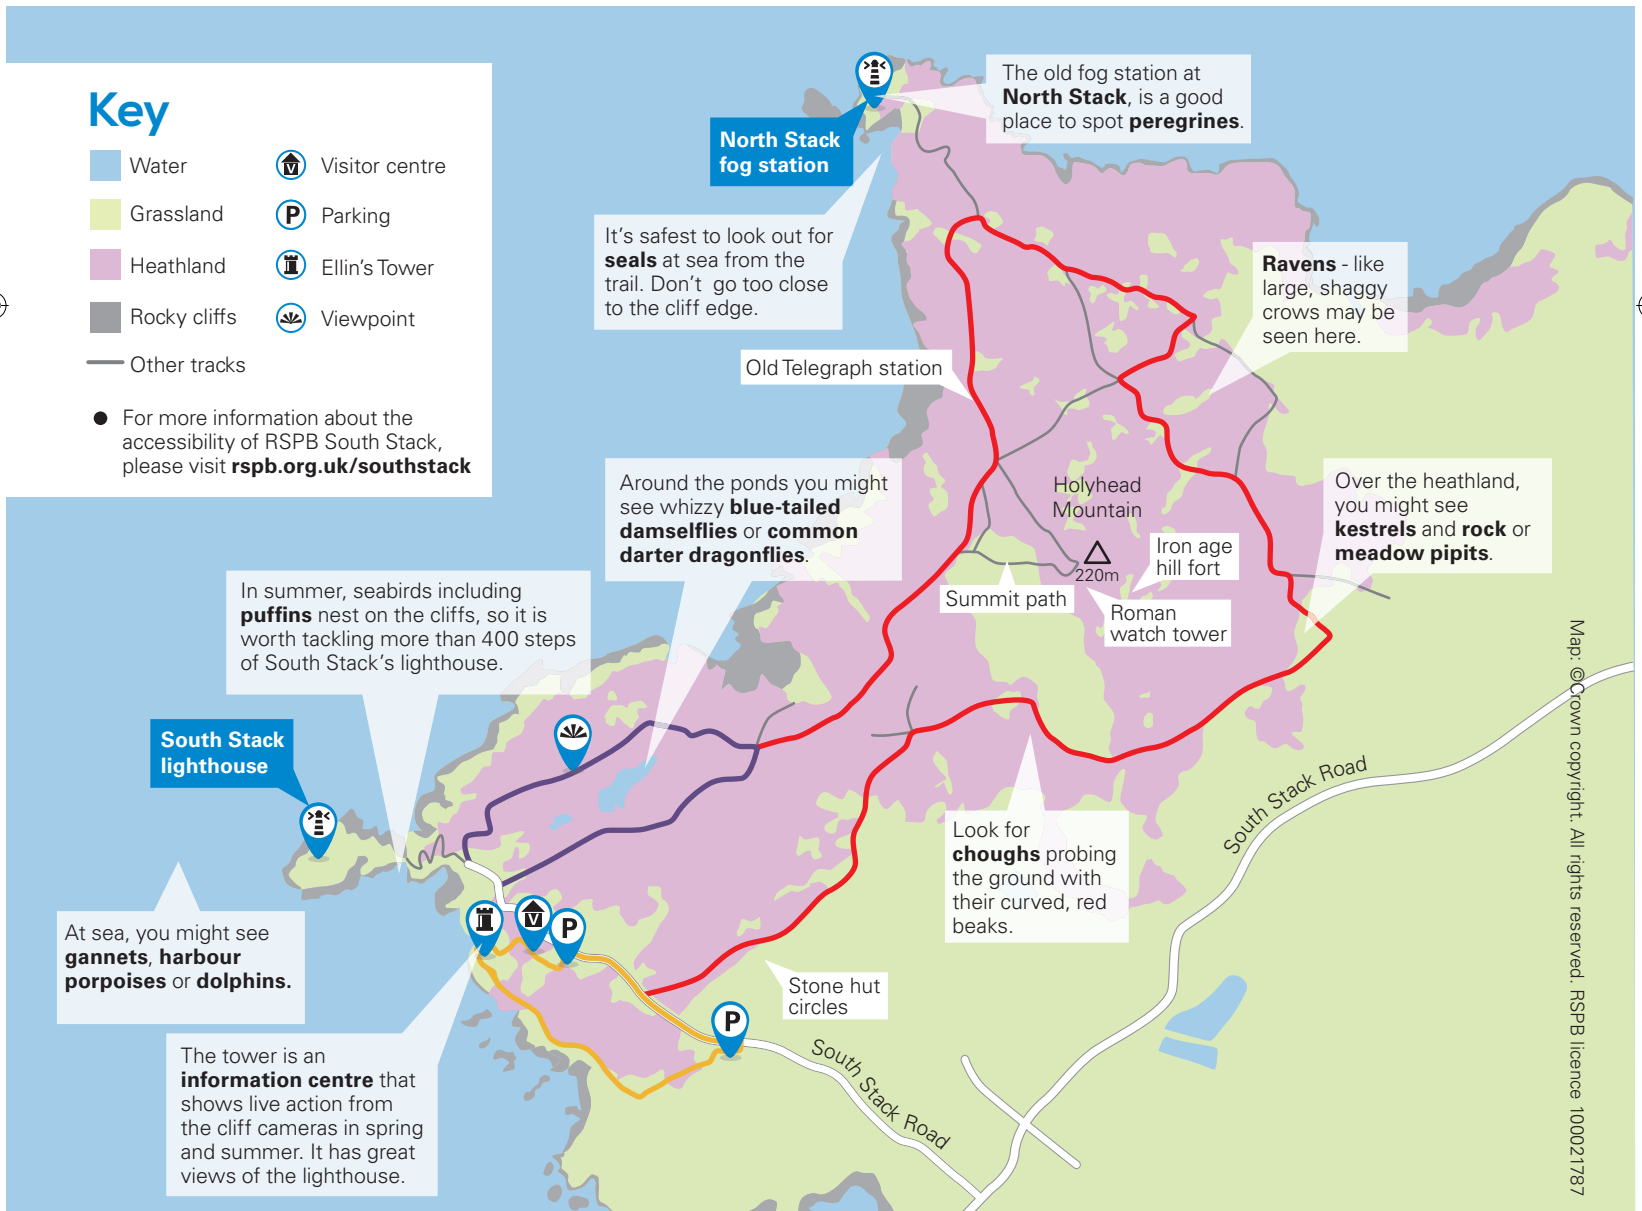 Key
Water
Grassland
Heathland
Rocky cliffs
Other tracks
Visitor centre
P Parking
Ellin's Tower
Viewpoint
V
● For more information about the
accessibility of RSPB South Stack,
please visit rspb.org.uk/southstack
North Stack
fog station
The old fog station at
North Stack, is a good
place to spot peregrines.
It's safest to look out for
seals at sea from the
trail. Don't go too close
to the cliff edge.
Ravens - like
large, shaggy
crows may be
seen here.
Old Telegraph station
Around the ponds you might
see whizzy blue-tailed
damselflies or common
darter dragonflies.
Holyhead
Mountain
220m
Iron age
hill fort
Summit path
Roman
watch tower
Over the heathland,
you might see
kestrels and rock or
meadow pipits.
In summer, seabirds including
puffins nest on the cliffs, so it is
worth tackling more than 400 steps
of South Stack's lighthouse.
South Stack
lighthouse
South Stack Road
Look for
choughs probing
the ground with
their curved, red
beaks.
At sea, you might see
gannets, harbour
porpoises or dolphins.
V
P
Stone hut
circles
P
South Stack Road
The tower is an
information centre that
shows live action from
the cliff cameras in spring
and summer. It has great
views of the lighthouse.
Map: ©Crown copyright. All rights reserved. RSPB licence 100021787